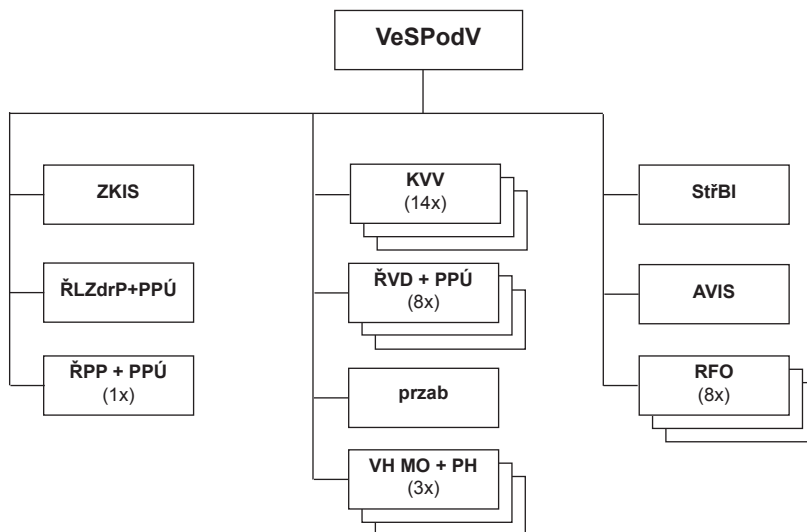 VeSPodV
ZKIS
ŘLZdrP+PPÚ
ŘPP + PPÚ
(1x)
KVV
(14x)
ŘVD + PPÚ
(8x)
przab
VH MO + PH
(3x)
StřBI
AVIS
RFO
(8x)